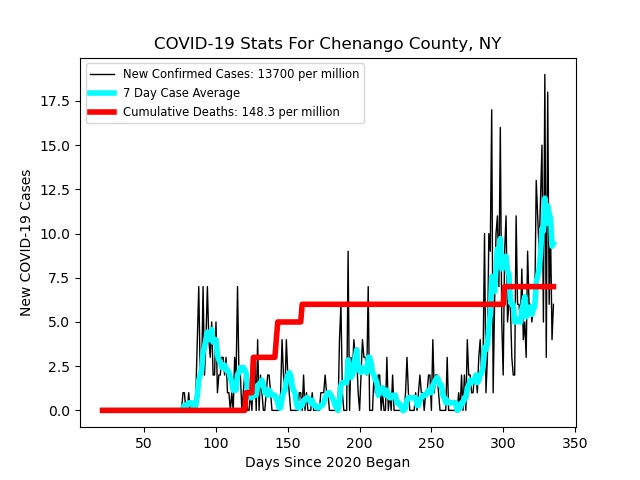 COVID-19 Stats For Chenango County, NY
New Confirmed Cases: 13700 per million
7 Day Case Average
Cumulative Deaths: 148.3 per million
New COVID-19 Cases
17.5
15.0
12.5
10.0
7.5
5.0
2.5
0.0
50 100 150 200 250 300 350
Days Since 2020 Began